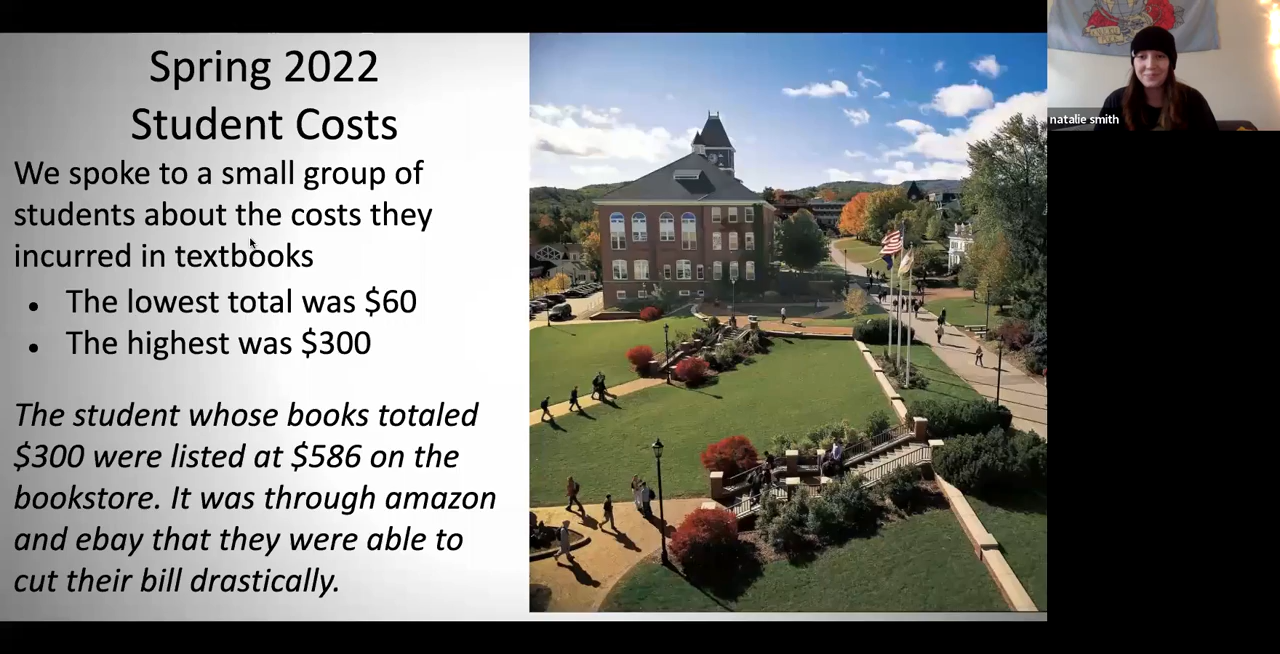 Spring 2022
Student Costs
We spoke to a small group of
students about the costs they
incurred in textbooks
• The lowest total was $60
• The highest was $300
The student whose books totaled
$300 were listed at $586 on the
bookstore. It was through amazon
and ebay that they were able to
cut their bill drastically.
natalie smith